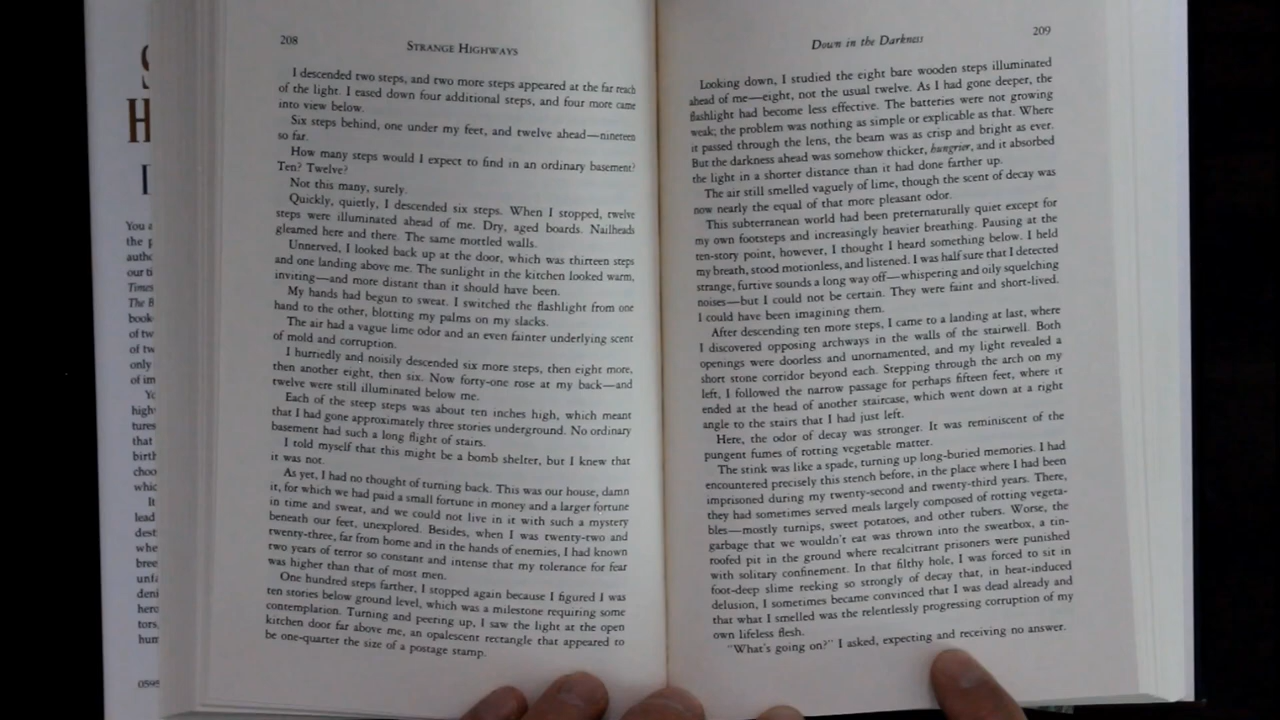 208
STRANGE HIGHWAYS
I descended two steps, and two more steps appeared at the far reach
of the light. I eased down four additional steps, and four more came
into view below.
Six steps behind, one under my feet, and twelve ahead—nineteen
so far.
How many steps would I expect to find in an ordinary basement?
Ten? Twelve?
Not this many, surely.
Quickly, quietly, I descended six steps. When I stopped, twelve
steps were illuminated ahead of me. Dry, aged boards. Nailheads
gleamed here and there. The same mottled walls.
Unnerved, I looked back up at the door, which was thirteen steps
and one landing above me. The sunlight in the kitchen looked warm,
inviting—and more distant than it should have been.
My hands had begun to sweat. I switched the flashlight from one
hand to the other, blotting my palms on my slacks.
The air had a vague lime odor and an even fainter underlying scent
of mold and corruption.
I hurriedly and noisily descended six more steps, then eight more,
then another eight, then six. Now forty-one rose at my back—and
twelve were still illuminated below me.
Each of the steep steps was about ten inches high, which meant
that I had gone approximately three stories underground. No ordinary
basement had such a long flight of stairs.
I told myself that this might be a bomb shelter, but I knew that
it was not.
As yet, I had no thought of turning back. This was our house, damn
it, for which we had paid a small fortune in money and a larger fortune
in time and sweat, and we could not live in it with such a mystery
beneath our feet, unexplored. Besides, when I was twenty-two and
twenty-three, far from home and in the hands of enemies, I had known
two years of terror so constant and intense that my tolerance for fear
was higher than that of most men.
One hundred steps farther, I stopped again because I figured I was
ten stories below ground level, which was a milestone requiring some
contemplation. Turning and peering up, I saw the light at the open
kitchen door far above me, an opalescent rectangle that appeared to
be one-quarter the size of a postage stamp.
Down in the Darkness
209
Looking down, I studied the eight bare wooden steps illuminated
ahead of me—eight, not the usual twelve. As I had gone deeper, the
flashlight had become less effective. The batteries were not growing
weak; the problem was nothing as simple or explicable as that. Where
it passed through the lens, the beam was as crisp and bright as ever.
But the darkness ahead was somehow thicker, hungrier, and it absorbed
the light in a shorter distance than it had done farther up.
The air still smelled vaguely of lime, though the scent of decay was
now nearly the equal of that more pleasant odor.
This subterranean world had been preternaturally quiet except for
my own footsteps and increasingly heavier breathing. Pausing at the
ten-story point, however, I thought I heard something below. I held
my breath, stood motionless, and listened. I was half sure that I detected
strange, furtive sounds a long way off—whispering and oily squelching
noises—but I could not be certain. They were faint and short-lived.
I could have been imagining them.
After descending ten more steps, I came to a landing at last, where
I discovered opposing archways in the walls of the stairwell. Both
openings were doorless and unornamented, and my light revealed a
short stone corridor beyond each. Stepping through the arch on my
left, I followed the narrow passage for perhaps fifteen feet, where it
ended at the head of another staircase, which went down at a right
angle to the stairs that I had just left.
Here, the odor of decay was stronger. It was reminiscent of the
pungent fumes of rotting vegetable matter.
The stink was like a spade, turning up long-buried memories. I had
encountered precisely this stench before, in the place where I had been
imprisoned during my twenty-second and twenty-third years. There,
they had sometimes served meals largely composed of rotting vegeta-
bles—mostly turnips, sweet potatoes, and other tubers. Worse, the
garbage that we wouldn't eat was thrown into the sweatbox, a tin-
roofed pit in the ground where recalcitrant prisoners were punished
with solitary confinement. In that filthy hole, I was forced to sit in
foot-deep slime reeking so strongly of decay that, in heat-induced
delusion, I sometimes became convinced that I was dead already and
that what I smelled was the relentlessly progressing corruption of my
own lifeless flesh.
"What's going on?" I asked, expecting and receiving no answer.